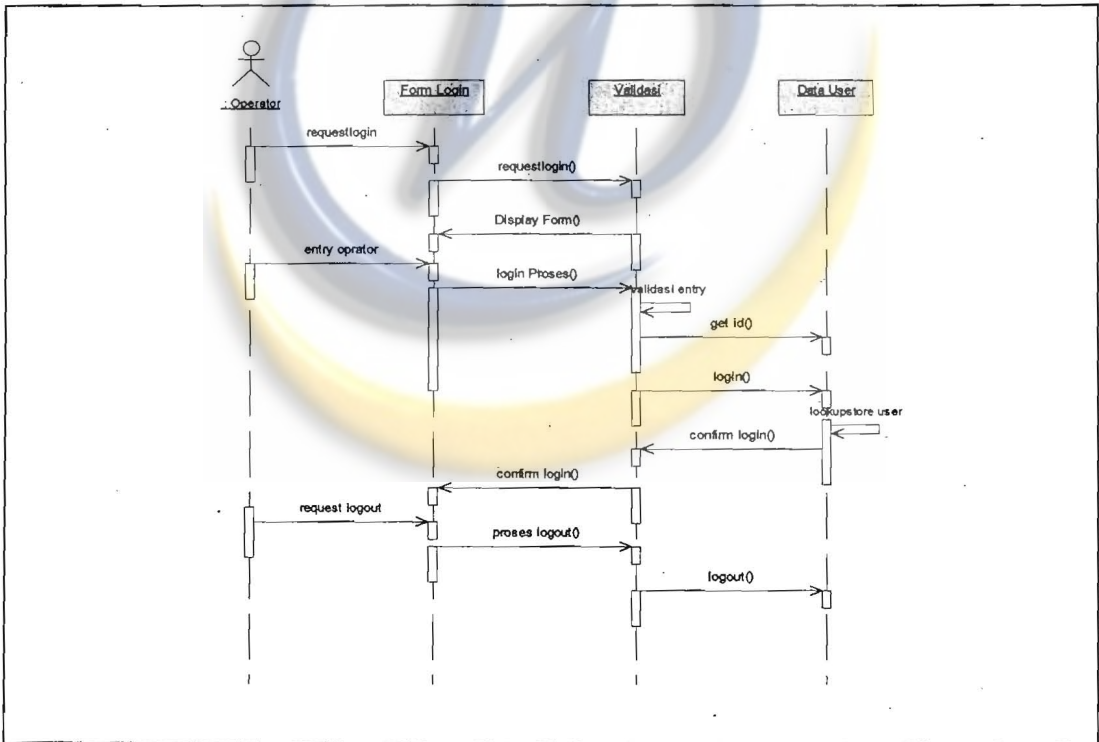 : Operator
Form Login
Validasi
Data User
requestlogin
requestlogin()
Display Form()
entry oprator
login Proses()
validasi entry
get id()
login()
lookupstore user
confirm login()
confirm login()
request logout
proses logout()
logout()